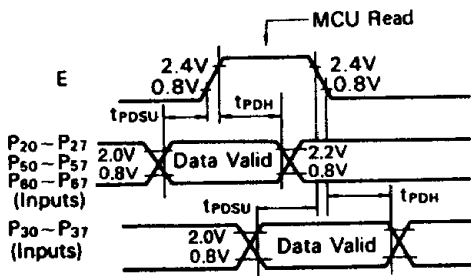 MCU Read
E
2.4V
0.8V
2.4V
0.8V
tPDSU
tPDH
P20~P27
P50~P57
P60~P67
(Inputs)
2.0V
0.8V
Data Valid
2.2V
0.8V
tPDSU
tPDH
P30~P37
(Inputs)
2.0V
0.8V
Data Valid